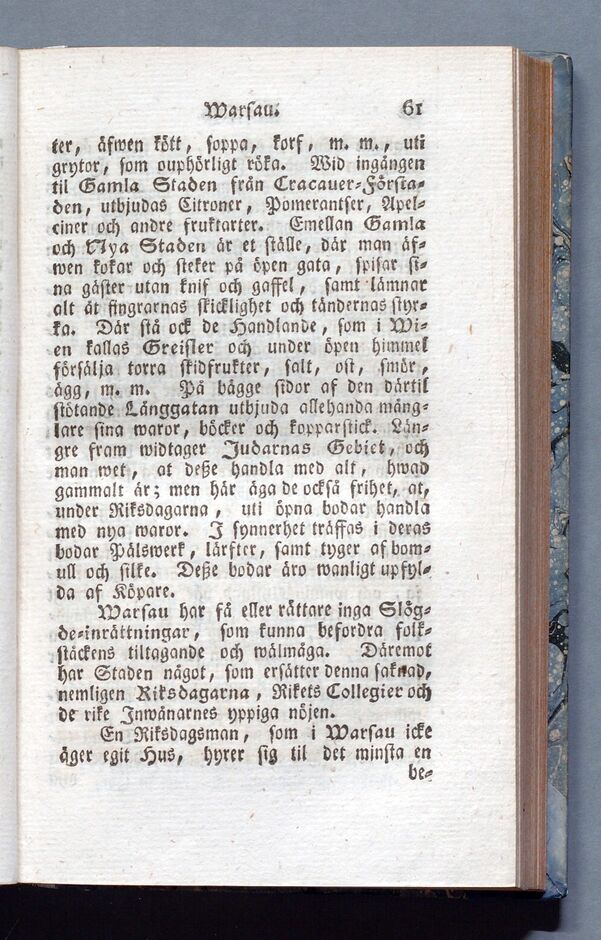 Warsau. 61
ter, äfwen kött, soppa, korf, m. m., uti
grytor, som ouphörligt röka. Wid ingången
til Gamla Staden från Cracauer-Första-
den, utbjudas Citroner, Pomerantser, Apel-
ciner och andre fruktarter. Emellan Gamla
och Nya Staden är et ställe, där man äf-
wen kokar och steker på öpen gata, spisar si-
na gäster utan knif och gaffel, samt lämnar
alt åt fingrarnas skicklighet och tändernas styr-
ka. Där stå ock de Handlande, som i Wi-
en kallas Greisler och under öpen himmel
försälja torra skidfrukter, salt, ost, smör,
ägg, m. m. På bägge sidor af den därtil
stötande Långgatan utbjuda allehanda mång-
lare sina waror, böcker och kopparstick. Län-
gre fram widtager Judarnas Gebiet, och
man wet, at deße handla med alt, hwad
gammalt är; men här äga de också frihet, at,
under Riksdagarna, uti öpna bodar handla
med nya waror. I synnerhet träffas i deras
bodar Pälswerk, lärfter, samt tyger af bom-
ull och silke. Deße bodar äro wanligt upfyl-
da af Köpare.
Warsau har få eller rättare inga Slög-
de-inrättningar, som kunna befordra folk-
stäckens tiltagande och wälmåga. Däremot
har Staden något, som ersätter denna saknad,
nemligen Riksdagarna, Rikets Collegier och
de rike Inwånarnes yppiga nöjen.
En Riksdagsman, som i Warsau icke
äger egit Hus, hyrer sig til det minsta en
be-